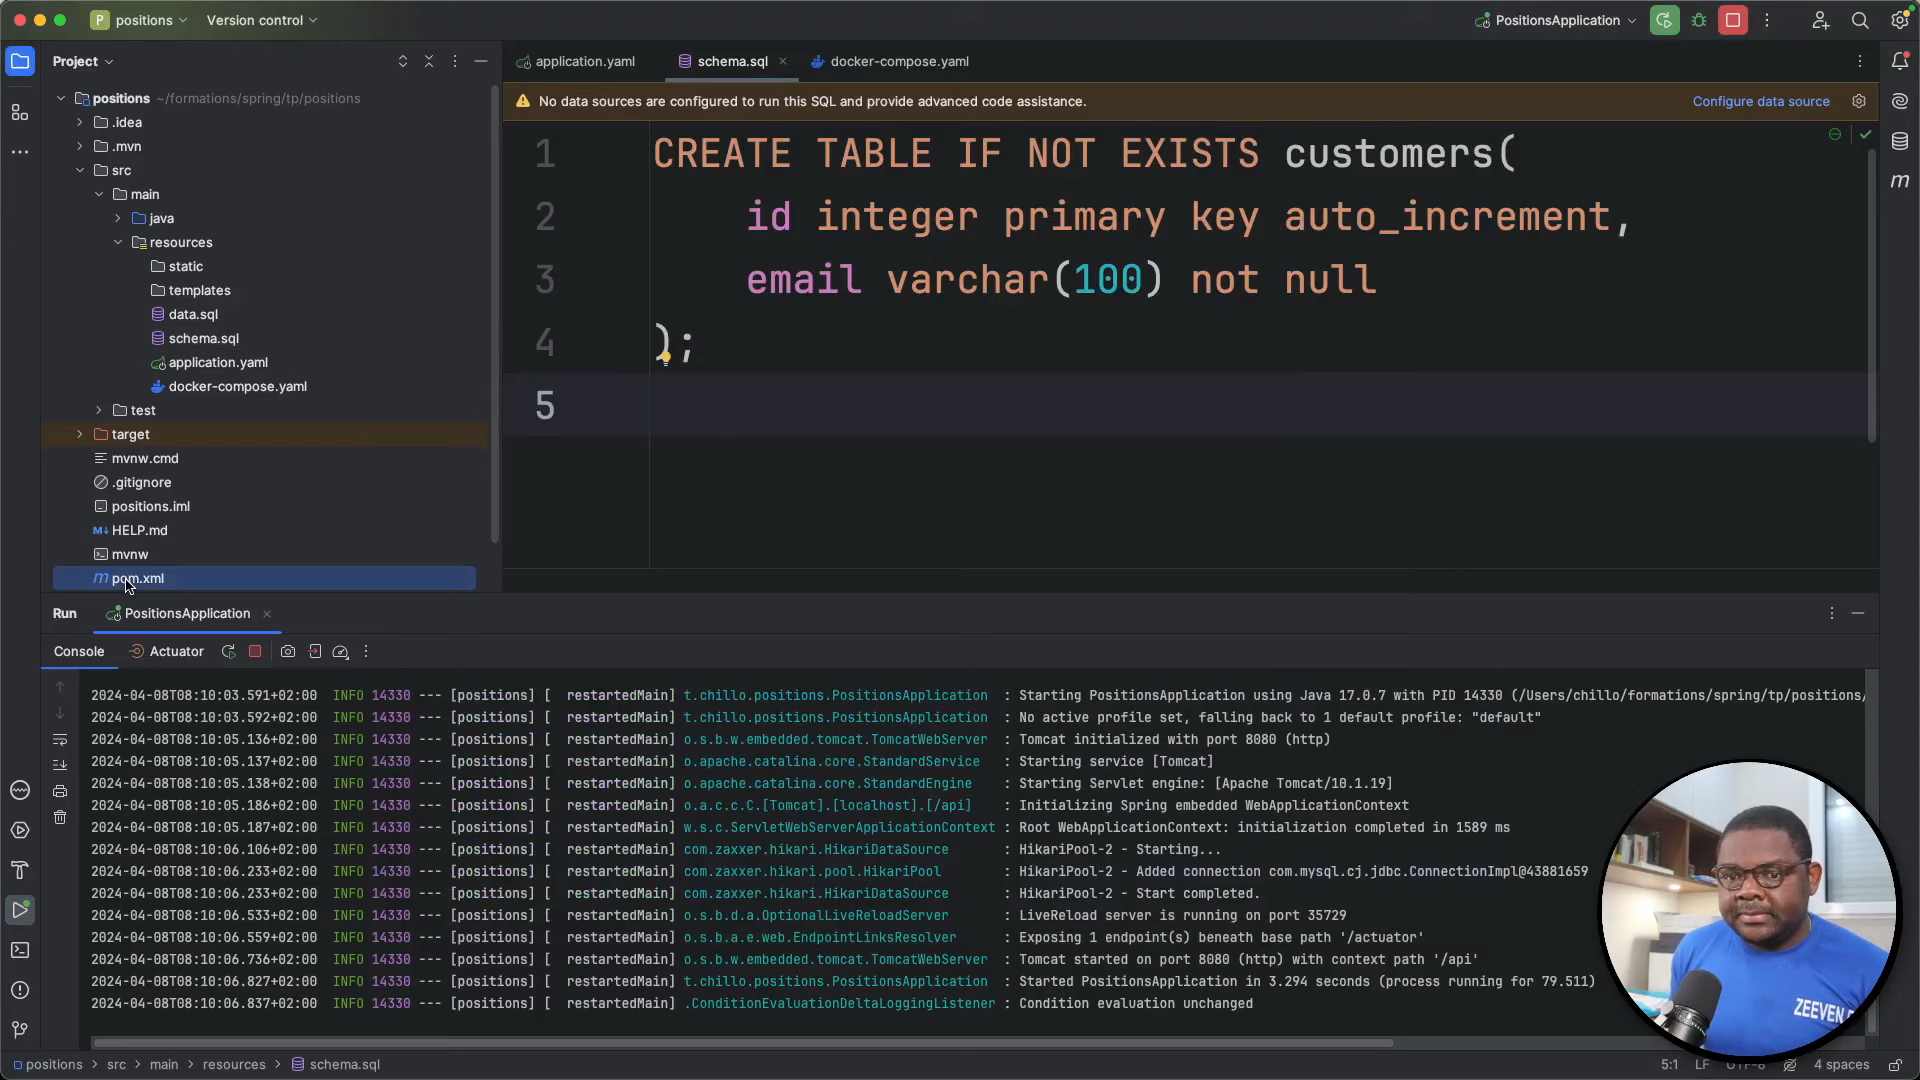 P positions
Version control
PositionsApplication
Project
application.yaml
schema.sql
docker-compose.yaml
positions ~/formations/spring/tp/positions
.idea
.mvn
src
main
java
resources
static
templates
data.sql
schema.sql
application.yaml
docker-compose.yaml
test
target
mvnw.cmd
.gitignore
positions.iml
M↓ HELP.md
mvnw
m pom.xml
No data sources are configured to run this SQL and provide advanced code assistance.
Configure data source
m
1 CREATE TABLE IF NOT EXISTS customers(
2 id integer primary key auto_increment,
3 email varchar(100) not null
4 );
5
Run PositionsApplication
Console Actuator
2024-04-08T08:10:03.591+02:00 INFO 14330 --- [positions] [ restartedMain] t.chillo.positions.PositionsApplication : Starting PositionsApplication using Java 17.0.7 with PID 14330 (/Users/chillo/formations/spring/tp/positions/
2024-04-08T08:10:03.592+02:00 INFO 14330 --- [positions] [ restartedMain] t.chillo.positions.PositionsApplication : No active profile set, falling back to 1 default profile: "default"
2024-04-08T08:10:05.136+02:00 INFO 14330 --- [positions] [ restartedMain] o.s.b.w.embedded.tomcat.TomcatWebServer : Tomcat initialized with port 8080 (http)
2024-04-08T08:10:05.137+02:00 INFO 14330 --- [positions] [ restartedMain] o.apache.catalina.core.StandardService : Starting service [Tomcat]
2024-04-08T08:10:05.138+02:00 INFO 14330 --- [positions] [ restartedMain] o.apache.catalina.core.StandardEngine : Starting Servlet engine: [Apache Tomcat/10.1.19]
2024-04-08T08:10:05.186+02:00 INFO 14330 --- [positions] [ restartedMain] o.a.c.c.C.[Tomcat].[localhost].[/api] : Initializing Spring embedded WebApplicationContext
2024-04-08T08:10:05.187+02:00 INFO 14330 --- [positions] [ restartedMain] w.s.c.ServletWebServerApplicationContext : Root WebApplicationContext: initialization completed in 1589 ms
2024-04-08T08:10:06.106+02:00 INFO 14330 --- [positions] [ restartedMain] com.zaxxer.hikari.HikariDataSource : HikariPool-2 - Starting...
2024-04-08T08:10:06.233+02:00 INFO 14330 --- [positions] [ restartedMain] com.zaxxer.hikari.pool.HikariPool : HikariPool-2 - Added connection com.mysql.cj.jdbc.ConnectionImpl@43881659
2024-04-08T08:10:06.233+02:00 INFO 14330 --- [positions] [ restartedMain] com.zaxxer.hikari.HikariDataSource : HikariPool-2 - Start completed.
2024-04-08T08:10:06.533+02:00 INFO 14330 --- [positions] [ restartedMain] o.s.b.d.a.OptionalLiveReloadServer : LiveReload server is running on port 35729
2024-04-08T08:10:06.559+02:00 INFO 14330 --- [positions] [ restartedMain] o.s.b.a.e.web.EndpointLinksResolver : Exposing 1 endpoint(s) beneath base path '/actuator'
2024-04-08T08:10:06.736+02:00 INFO 14330 --- [positions] [ restartedMain] o.s.b.w.embedded.tomcat.TomcatWebServer : Tomcat started on port 8080 (http) with context path '/api'
2024-04-08T08:10:06.827+02:00 INFO 14330 --- [positions] [ restartedMain] t.chillo.positions.PositionsApplication : Started PositionsApplication in 3.294 seconds (process running for 79.511)
2024-04-08T08:10:06.837+02:00 INFO 14330 --- [positions] [ restartedMain] .ConditionEvaluationDeltaLoggingListener : Condition evaluation unchanged
ZEEVEN
positions > src > main > resources > schema.sql
5:1 LF UTF-8 4 spaces